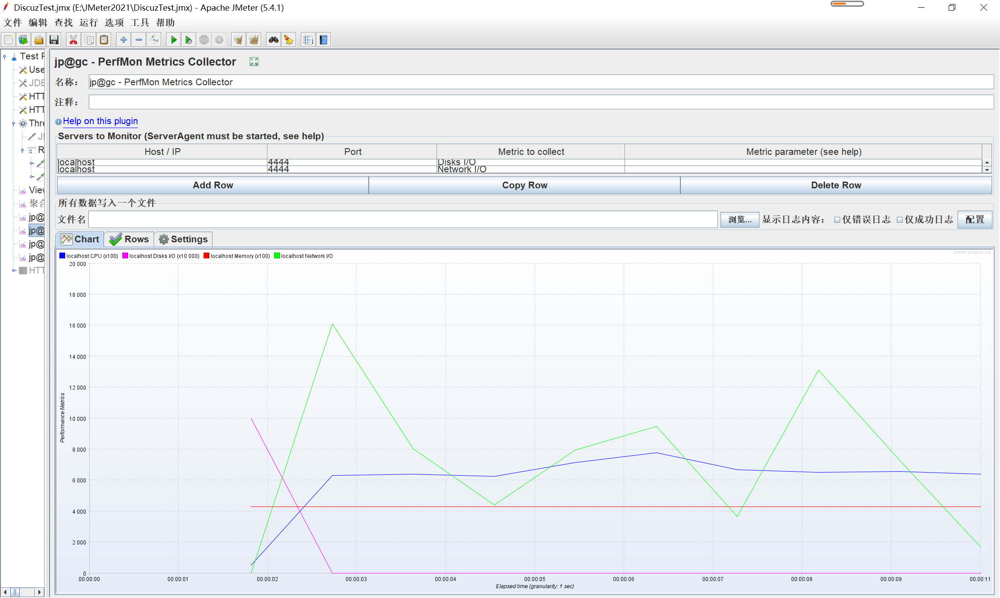 DiscuzTest.jmx (E:\JMeter2021\DiscuzTest.jmx) - Apache JMeter (5.4.1)
文件 编辑 查找 运行 选项 工具 帮助
STOP
Test P
Use
JDB
HTT
HTT
Thre
R
View
聚合
jp@
jp@
jp@
jp@
HTT
jp@gc - PerfMon Metrics Collector
名称： jp@gc - PerfMon Metrics Collector
注释：
Help on this plugin
Servers to Monitor (ServerAgent must be started, see help)
Host / IP Port Metric to collect Metric parameter (see help)
localhost 4444 Disks I/O
localhost 4444 Network I/O
Add Row Copy Row Delete Row
所有数据写入一个文件
文件名 浏览... 显示日志内容： 仅错误日志 仅成功日志 配置
Chart Rows Settings
localhost CPU (x100) localhost Disks I/O (x10 000) localhost Memory (x100) localhost Network I/O
jmeter-plugins.org
20 000
18 000
16 000
14 000
12 000
10 000
8 000
6 000
4 000
2 000
0
Performance Metrics
00:00:00 00:00:01 00:00:02 00:00:03 00:00:04 00:00:05 00:00:06 00:00:07 00:00:08 00:00:09 00:00:11
Elapsed time (granularity: 1 sec)